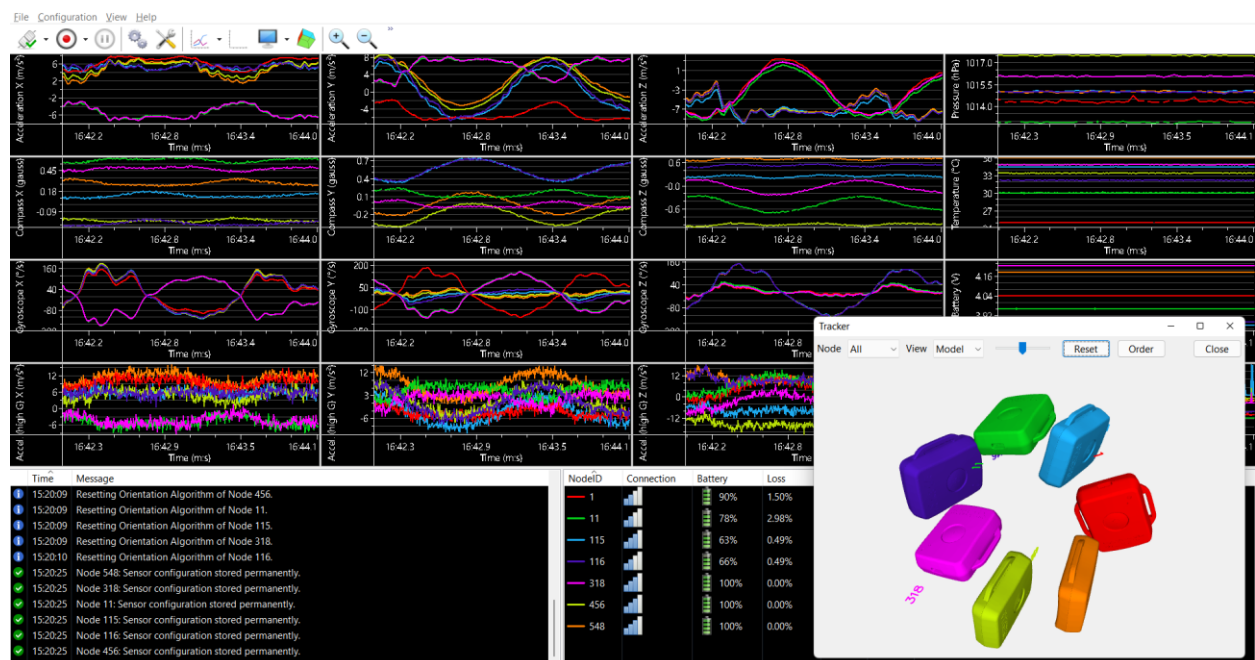 File Configuration View Help
Acceleration X (m/s²)
6
2
-2
-6
16:42.2 16:42.8 16:43.4 16:44.0
Time (m:s)
Acceleration Y (m/s²)
8
4
0
-4
16:42.2 16:42.8 16:43.4 16:44.0
Time (m:s)
Acceleration Z (m/s²)
1
-3
-7
16:42.2 16:42.8 16:43.4 16:44.0
Time (m:s)
Pressure (hPa)
1017.0
1015.5
1014.0
16:42.3 16:42.9 16:43.5 16:44.1
Time (m:s)
Compass X (gauss)
0.45
0.18
-0.09
16:42.2 16:42.8 16:43.4 16:44.0
Time (m:s)
Compass Y (gauss)
0.7
0.4
0.1
-0.2
16:42.2 16:42.8 16:43.4 16:44.0
Time (m:s)
Compass Z (gauss)
0.6
-0.0
-0.6
16:42.2 16:42.8 16:43.4 16:44.0
Time (m:s)
Temperature (°C)
33
30
27
16:42.2 16:42.8 16:43.4 16:44.0
Time (m:s)
Gyroscope X (°/s)
160
40
-80
16:42.2 16:42.8 16:43.4 16:44.0
Time (m:s)
Gyroscope Y (°/s)
200
50
-100
16:42.2 16:42.8 16:43.4 16:44.0
Time (m:s)
Gyroscope Z (°/s)
160
40
-80
16:42.2 16:42.8 16:43.4 16:44.0
Time (m:s)
Battery (V)
4.16
4.04
3.92
Accel (high G) X (m/s²)
12
6
0
-6
16:42.2 16:42.9 16:43.4 16:44.0
Time (m:s)
Accel (high G) Y (m/s²)
12
3
-6
16:42.3 16:42.9 16:43.5 16:44.1
Time (m:s)
Accel (high G) Z (m/s²)
12
0
-12
16:42.2 16:42.8
Tracker
Node All View Model Reset Order Close
318
Time Message
15:20:09 Resetting Orientation Algorithm of Node 456.
15:20:09 Resetting Orientation Algorithm of Node 11.
15:20:09 Resetting Orientation Algorithm of Node 115.
15:20:09 Resetting Orientation Algorithm of Node 318.
15:20:10 Resetting Orientation Algorithm of Node 116.
15:20:25 Node 548: Sensor configuration stored permanently.
15:20:25 Node 318: Sensor configuration stored permanently.
15:20:25 Node 11: Sensor configuration stored permanently.
15:20:25 Node 115: Sensor configuration stored permanently.
15:20:25 Node 116: Sensor configuration stored permanently.
15:20:25 Node 456: Sensor configuration stored permanently.
NodeID Connection Battery Loss
1 90% 1.50%
11 78% 2.98%
115 63% 0.49%
116 66% 0.49%
318 100% 0.00%
456 100% 0.00%
548 100% 0.00%